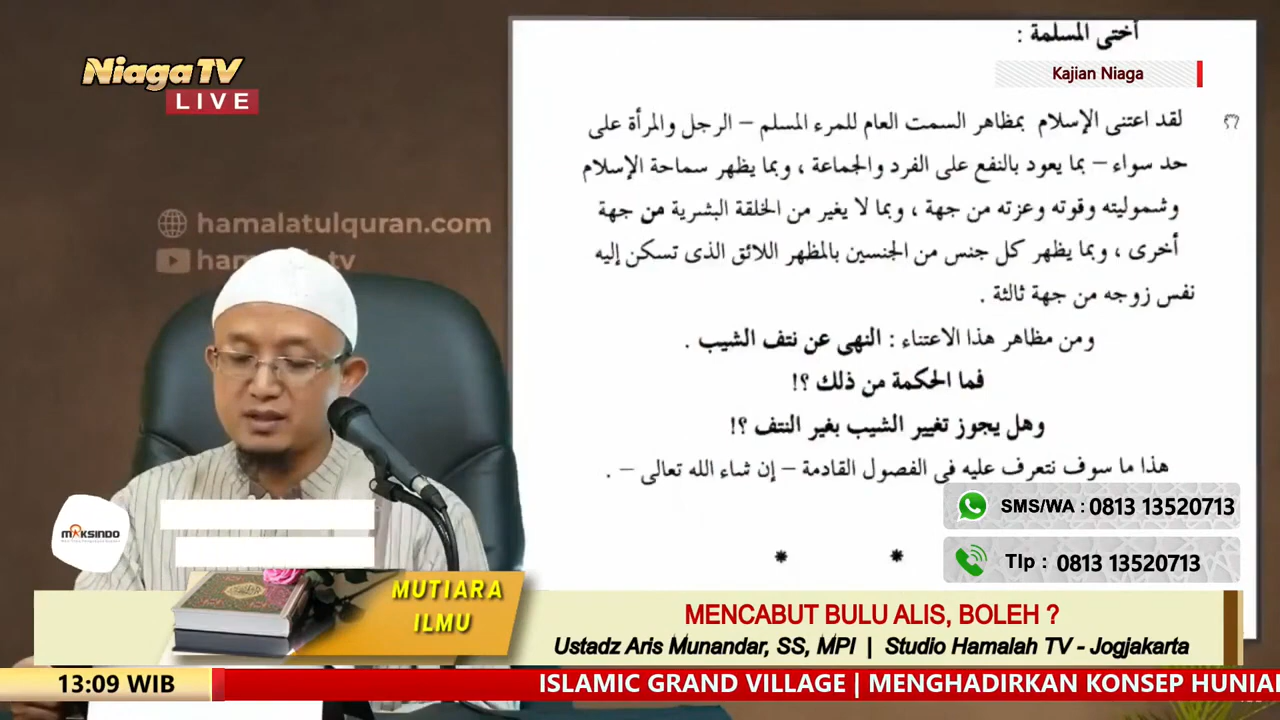 أختى المسلمة :
NiagaTV
LIVE
Kajian Niaga
لقد اعتنى الإسلام بمظاهر السمت العام للمرء المسلم – الرجل والمرأة على
حد سواء – بما يعود بالنفع على الفرد والجماعة ، وبما يظهر سماحة الإسلام
وشموليته وقوته وعزته من جهة ، وبما لا يغير من الخلقة البشرية من جهة
أخرى ، وبما يظهر كل جنس من الجنسين بالمظهر اللائق الذى تسكن إليه
نفس زوجه من جهة ثالثة .
ومن مظاهر هذا الاعتناء : النهى عن نتف الشيب .
فما الحكمة من ذلك ؟!
وهل يجوز تغيير الشيب بغير النتف ؟!
هذا ما سوف نتعرف عليه فى الفصول القادمة – إن شاء الله تعالى – .
* *
hamalatulquran.com
tv
MAKSINDO
SMS/WA : 0813 13520713
Tlp : 0813 13520713
MUTIARA
ILMU
MENCABUT BULU ALIS, BOLEH ?
Ustadz Aris Munandar, SS, MPI | Studio Hamalah TV - Jogjakarta
13:09 WIB
ISLAMIC GRAND VILLAGE | MENGHADIRKAN KONSEP HUNIA